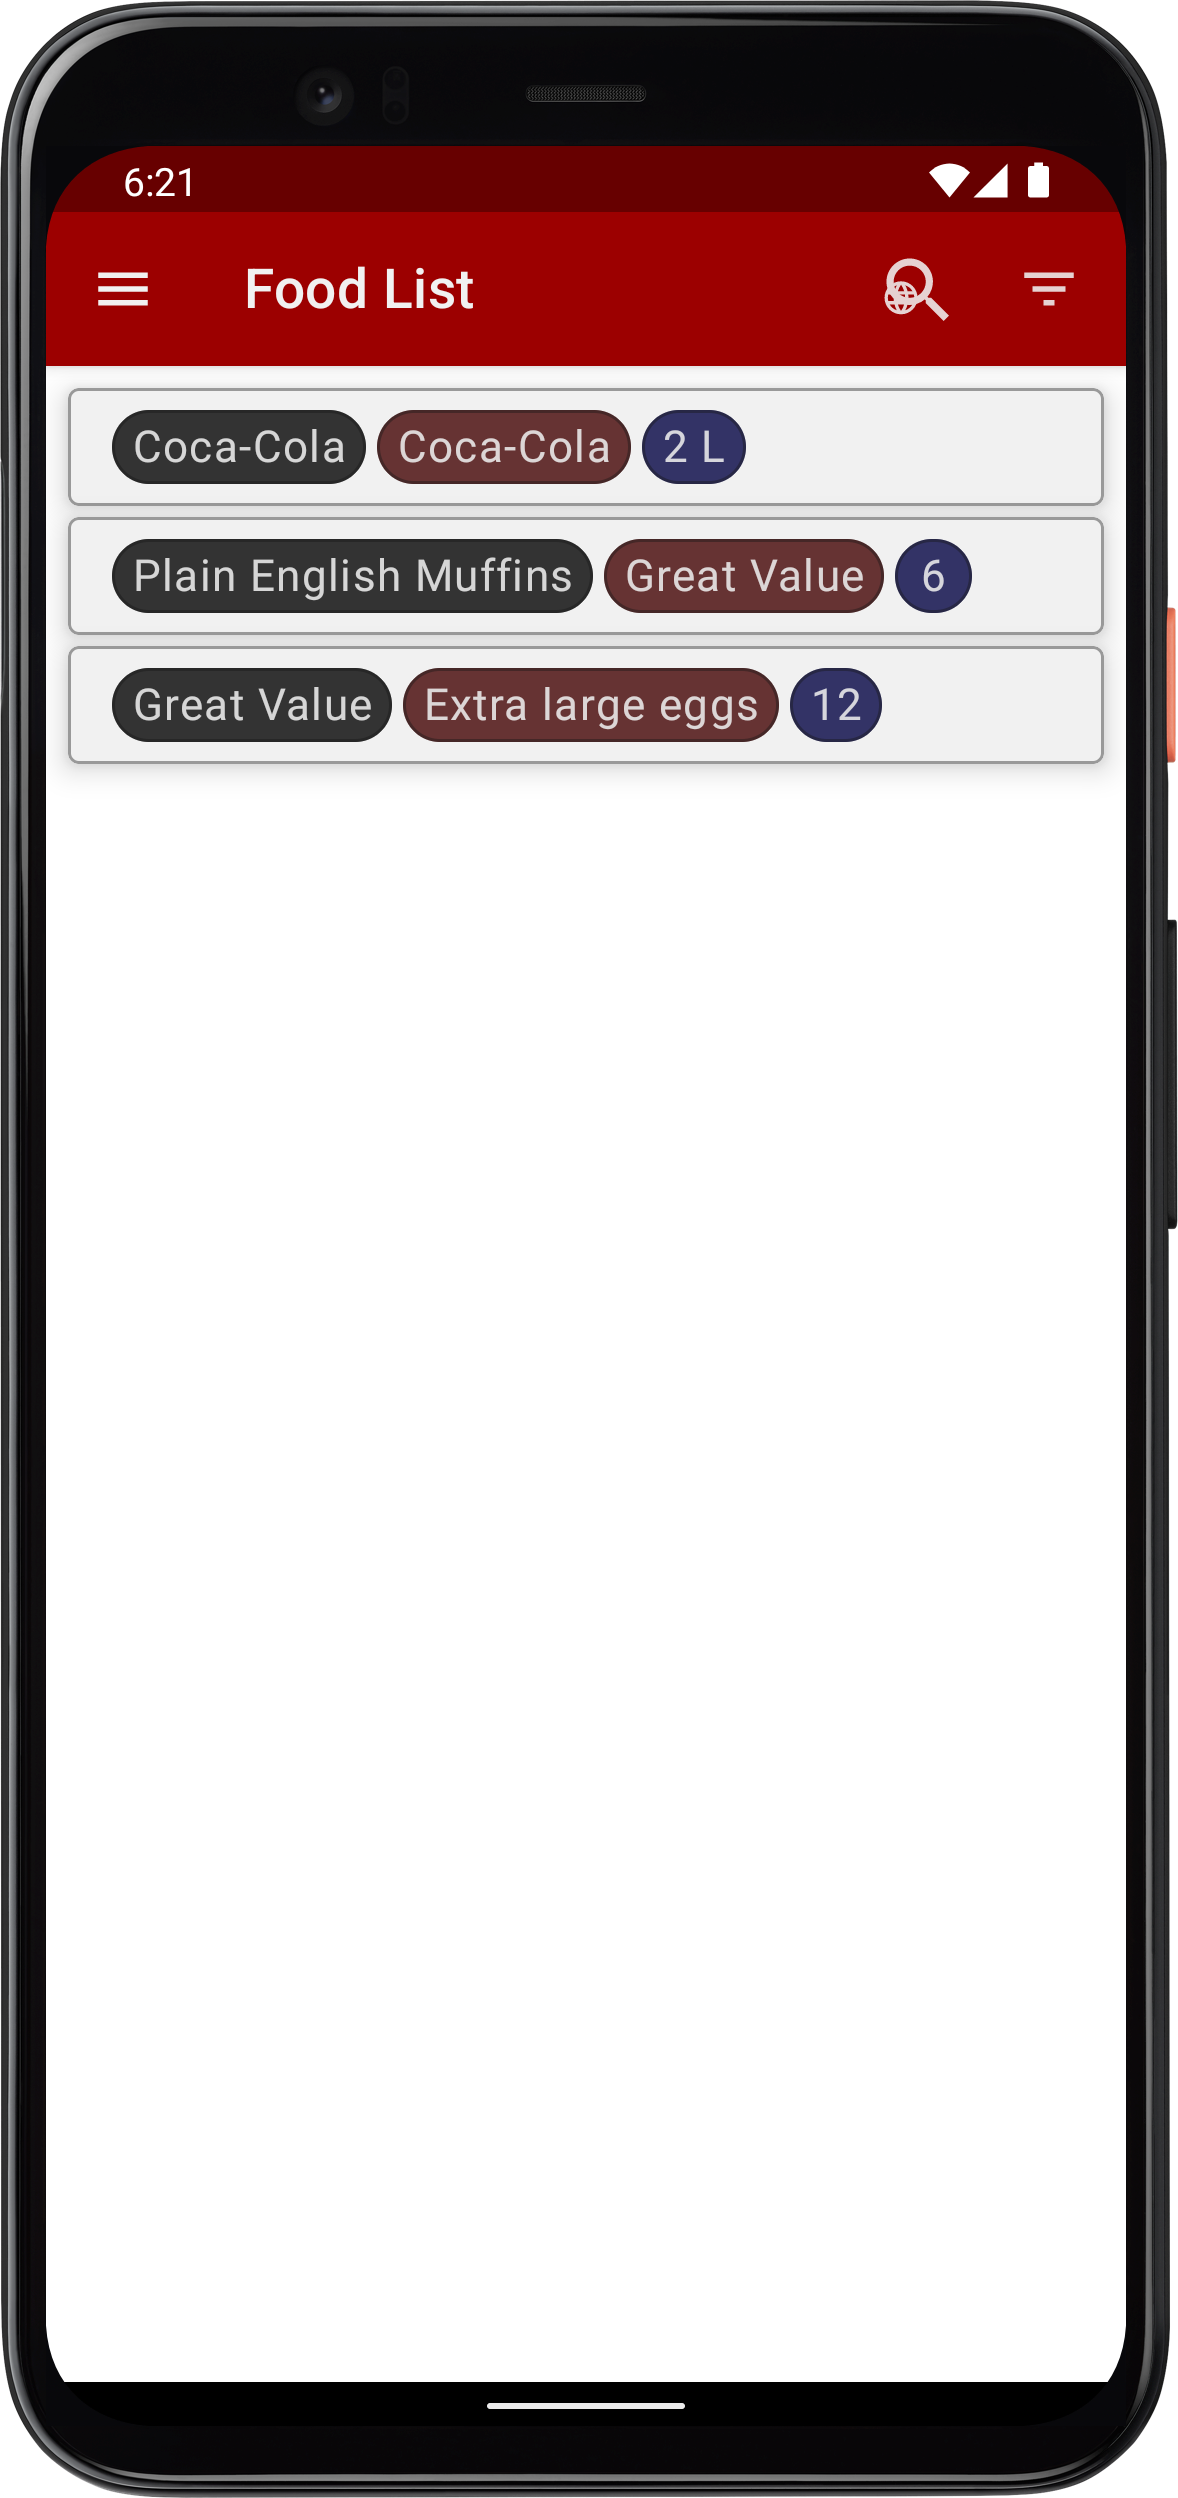 6:21
Food List
Coca-Cola Coca-Cola 2 L
Plain English Muffins Great Value 6
Great Value Extra large eggs 12